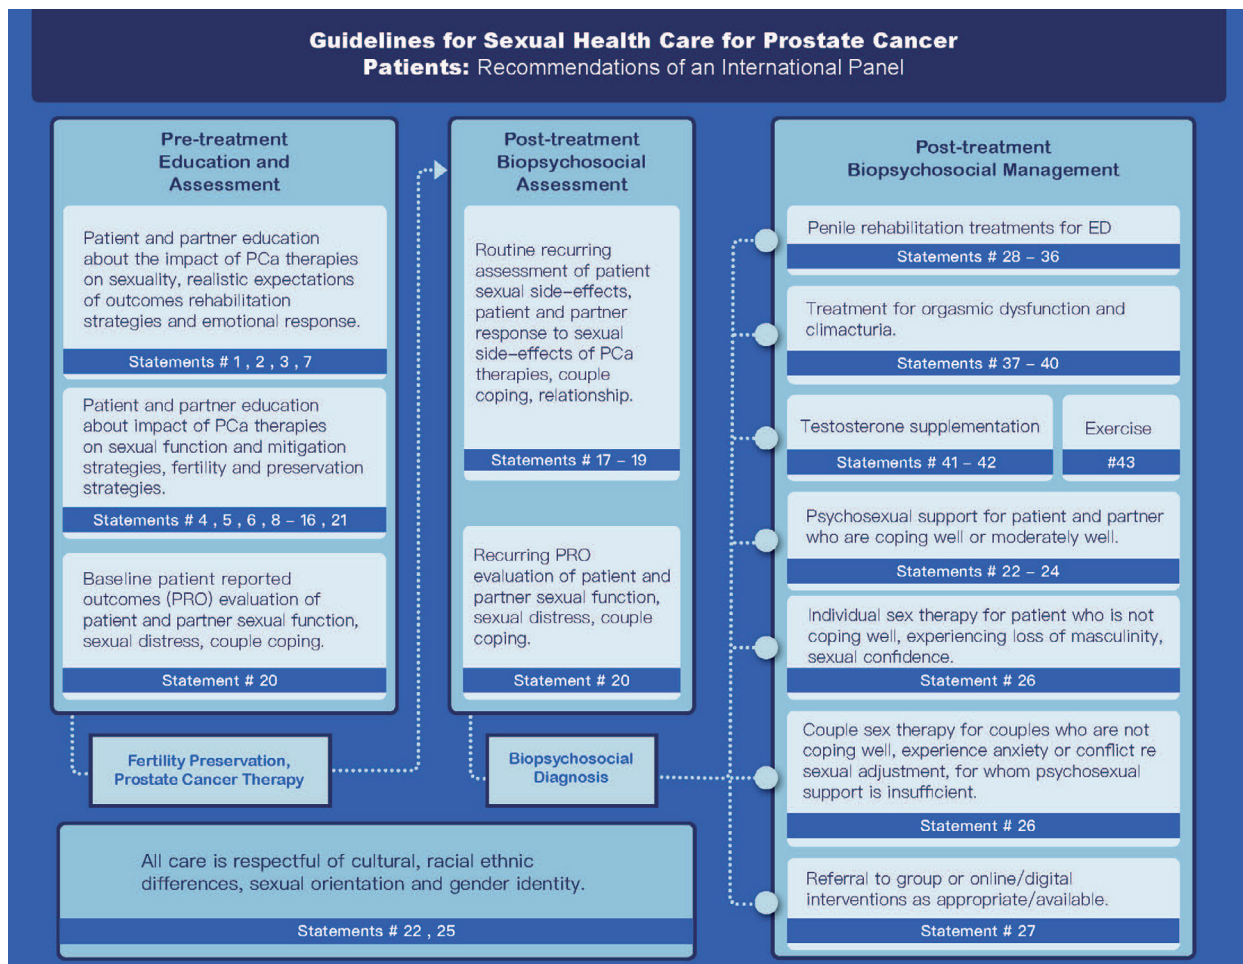 Guidelines for Sexual Health Care for Prostate Cancer
Patients: Recommendations of an International Panel
Pre-treatment
Education and
Assessment
Patient and partner education
about the impact of PCa therapies
on sexuality, realistic expectations
of outcomes rehabilitation
strategies and emotional response.
Statements # 1 , 2 , 3 , 7
Patient and partner education
about impact of PCa therapies
on sexual function and mitigation
strategies, fertility and preservation
strategies.
Statements # 4 , 5 , 6 , 8 – 16 , 21
Baseline patient reported
outcomes (PRO) evaluation of
patient and partner sexual function,
sexual distress, couple coping.
Statement # 20
Fertility Preservation,
Prostate Cancer Therapy
Post-treatment
Biopsychosocial
Assessment
Routine recurring
assessment of patient
sexual side–effects,
patient and partner
response to sexual
side–effects of PCa
therapies, couple
coping, relationship.
Statements # 17 – 19
Recurring PRO
evaluation of patient and
partner sexual function,
sexual distress, couple
coping.
Statement # 20
Biopsychosocial
Diagnosis
Post-treatment
Biopsychosocial Management
Penile rehabilitation treatments for ED
Statements # 28 – 36
Treatment for orgasmic dysfunction and
climacturia.
Statements # 37 – 40
Testosterone supplementation
Statements # 41 – 42
Exercise
#43
Psychosexual support for patient and partner
who are coping well or moderately well.
Statements # 22 – 24
Individual sex therapy for patient who is not
coping well, experiencing loss of masculinity,
sexual confidence.
Statement # 26
Couple sex therapy for couples who are not
coping well, experience anxiety or conflict re
sexual adjustment, for whom psychosexual
support is insufficient.
Statement # 26
Referral to group or online/digital
interventions as appropriate/available.
Statement # 27
All care is respectful of cultural, racial ethnic
differences, sexual orientation and gender identity.
Statements # 22 , 25